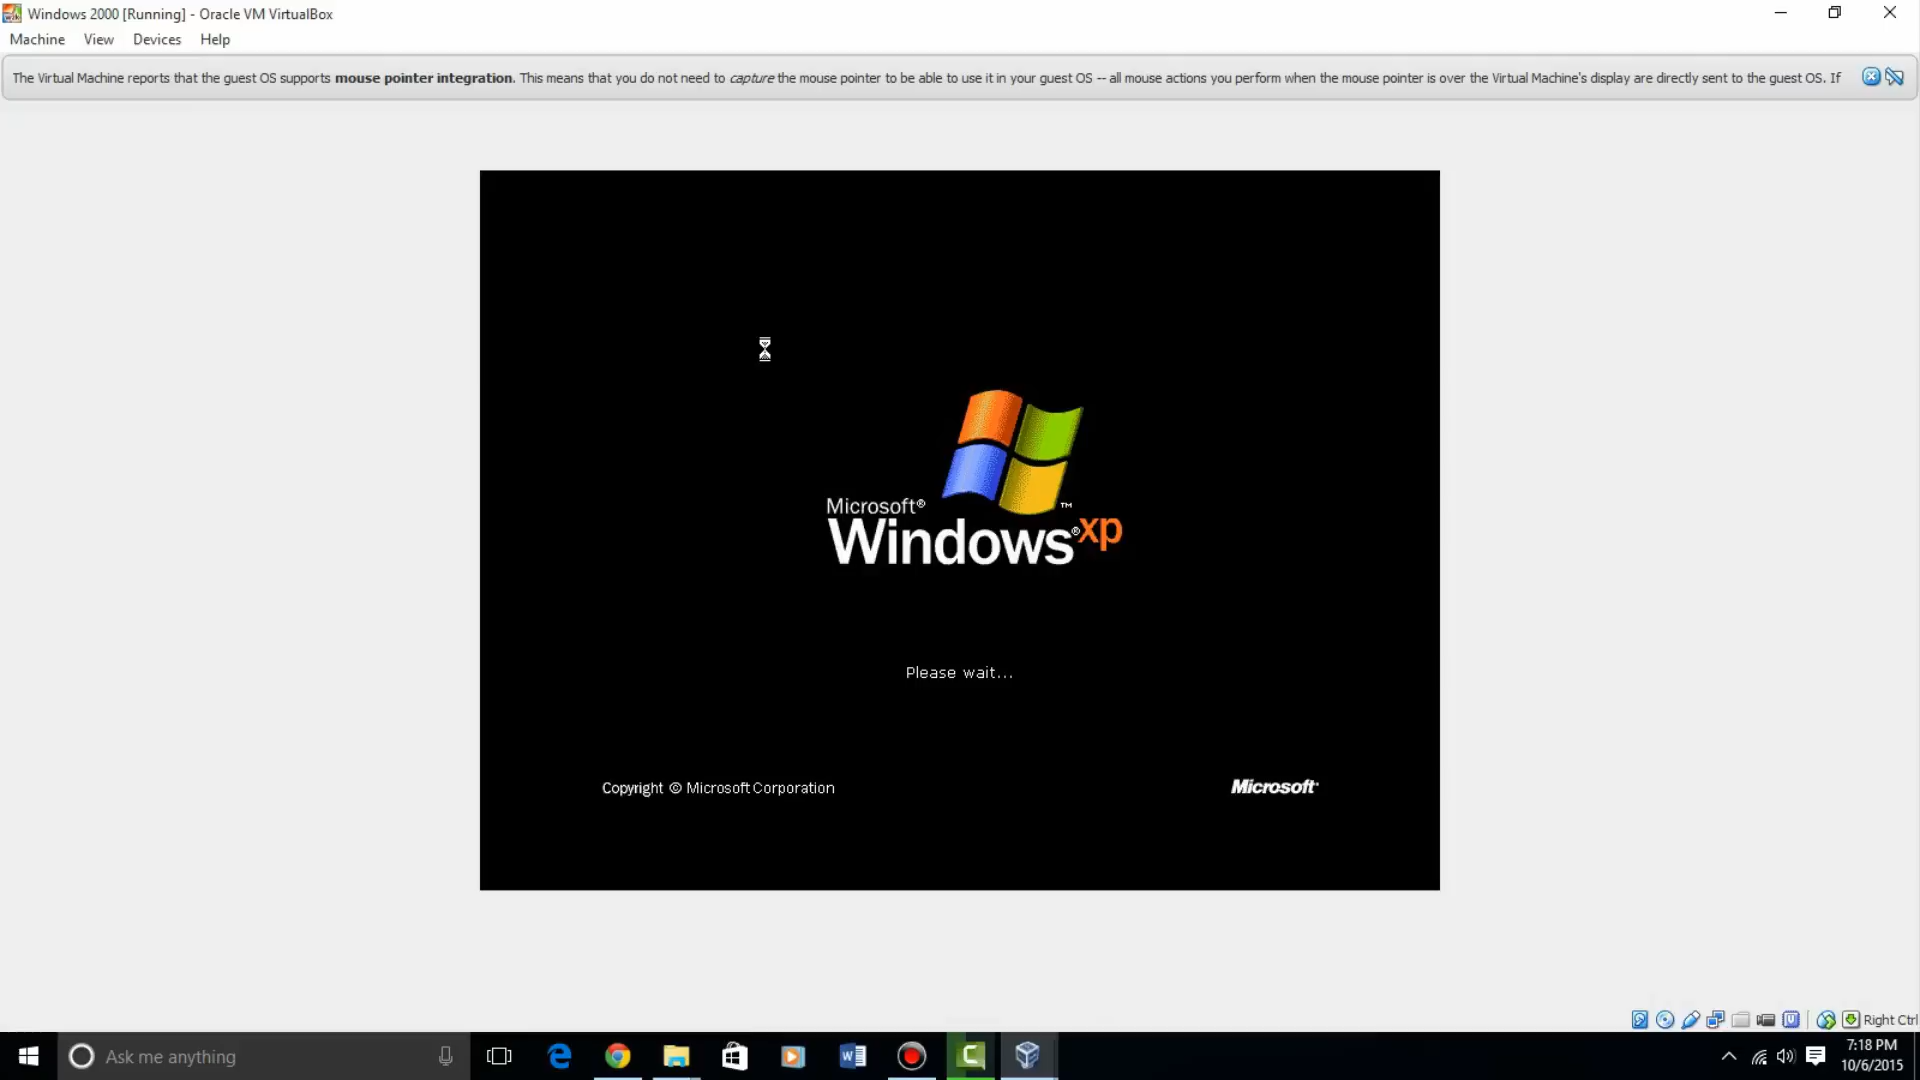 Windows 2000 [Running] - Oracle VM VirtualBox
Machine View Devices Help
The Virtual Machine reports that the guest OS supports mouse pointer integration. This means that you do not need to capture the mouse pointer to be able to use it in your guest OS -- all mouse actions you perform when the mouse pointer is over the Virtual Machine's display are directly sent to the guest OS. If
Microsoft®
Windows®xp
™
Please wait...
Copyright © Microsoft Corporation
Microsoft
Right Ctrl
Ask me anything
7:18 PM
10/6/2015